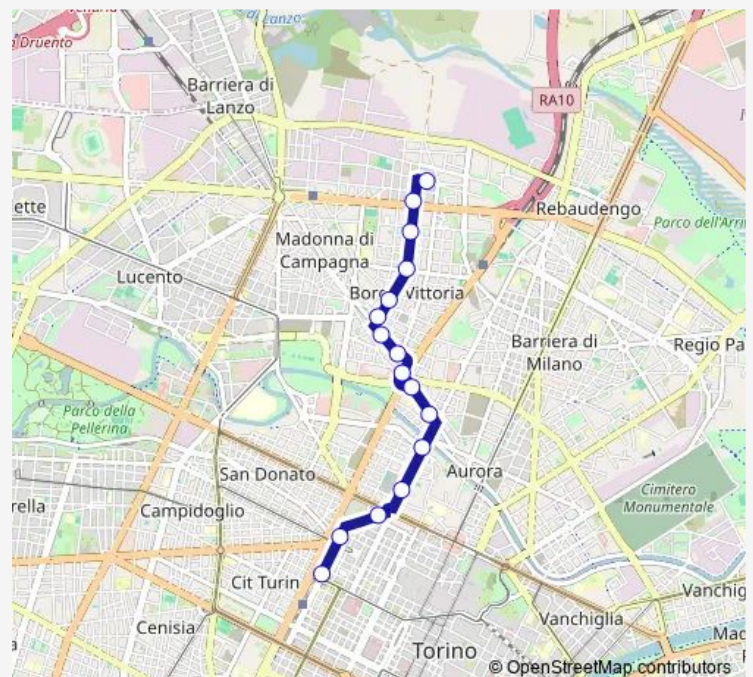 a Druento
di Lanzo
Barriera di
Lanzo
RA10
ette
Rebaudengo
Madonna di
Campagna
Parco dell'Arri
Lucento
Borgo Vittoria
Barriera di
Milano
Regio Pa
Parco della
Pellerina
San Donato
Aurora
Cimitero
Monumentale
rella
Campidoglio
Cit Turin
Vanchig
Cenisia
Vanchiglia
Torino
© OpenStreetMap contributors